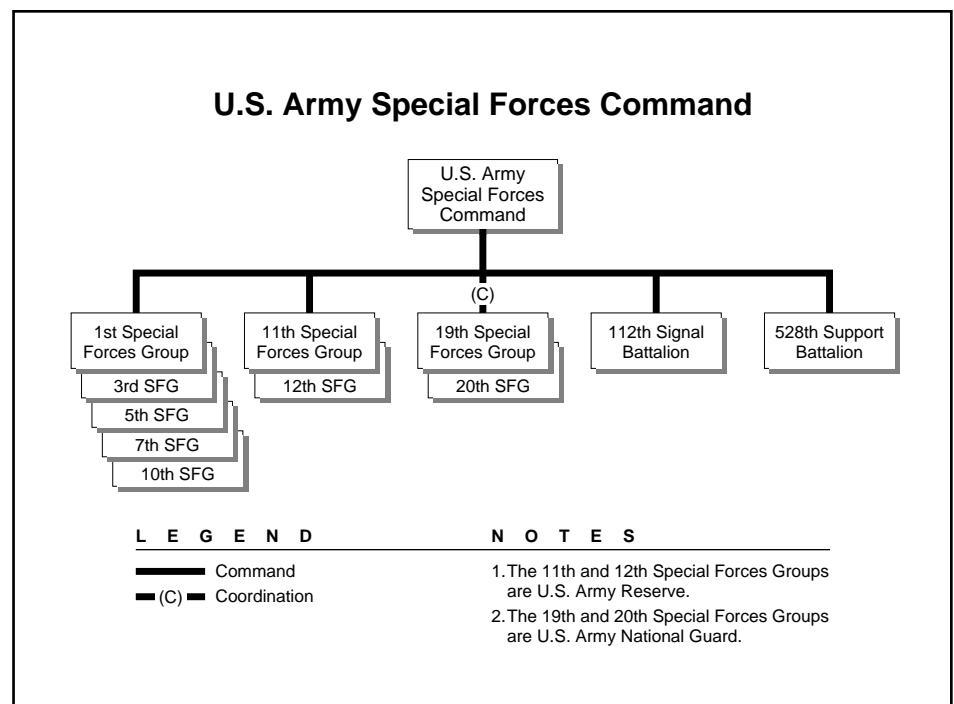 U.S. Army Special Forces Command
U.S. Army
Special Forces
Command
(C)
1st Special
Forces Group
3rd SFG
5th SFG
7th SFG
10th SFG
11th Special
Forces Group
12th SFG
19th Special
Forces Group
20th SFG
112th Signal
Battalion
528th Support
Battalion
L E G E N D
Command
(C) Coordination
N O T E S
1.The 11th and 12th Special Forces Groups
are U.S. Army Reserve.
2.The 19th and 20th Special Forces Groups
are U.S. Army National Guard.